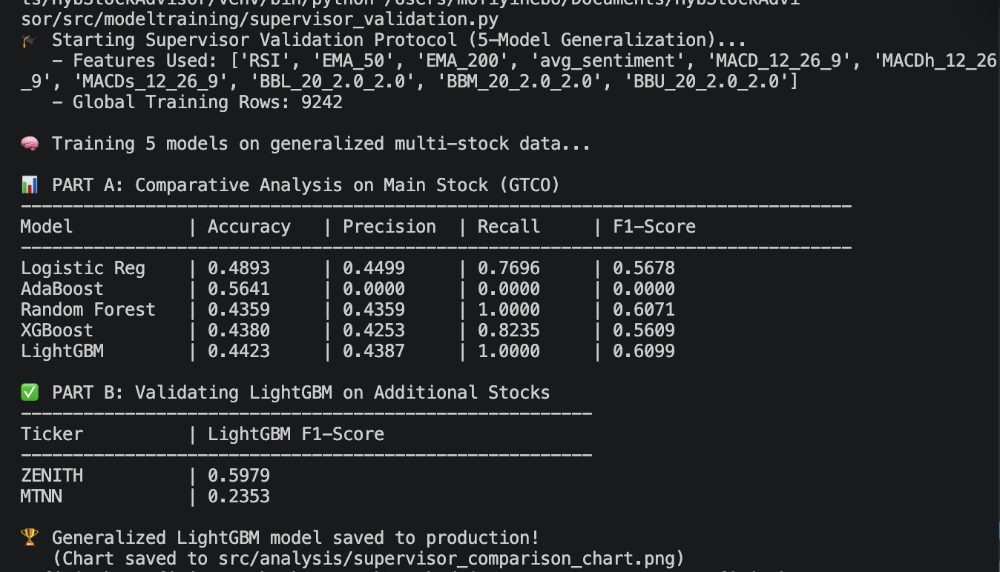 sor/src/modeltraining/supervisor_validation.py
🎓 Starting Supervisor Validation Protocol (5-Model Generalization)...
- Features Used: ['RSI', 'EMA_50', 'EMA_200', 'avg_sentiment', 'MACD_12_26_9', 'MACDh_12_26
_9', 'MACDs_12_26_9', 'BBL_20_2.0_2.0', 'BBM_20_2.0_2.0', 'BBU_20_2.0_2.0']
- Global Training Rows: 9242
🧠 Training 5 models on generalized multi-stock data...
📊 PART A: Comparative Analysis on Main Stock (GTCO)
--------------------------------------------------------------------------------
Model | Accuracy | Precision | Recall | F1-Score
--------------------------------------------------------------------------------
Logistic Reg | 0.4893 | 0.4499 | 0.7696 | 0.5678
AdaBoost | 0.5641 | 0.0000 | 0.0000 | 0.0000
Random Forest | 0.4359 | 0.4359 | 1.0000 | 0.6071
XGBoost | 0.4380 | 0.4253 | 0.8235 | 0.5609
LightGBM | 0.4423 | 0.4387 | 1.0000 | 0.6099
✅ PART B: Validating LightGBM on Additional Stocks
-------------------------------------------------------
Ticker | LightGBM F1-Score
-------------------------------------------------------
ZENITH | 0.5979
MTNN | 0.2353
🏆 Generalized LightGBM model saved to production!
(Chart saved to src/analysis/supervisor_comparison_chart.png)